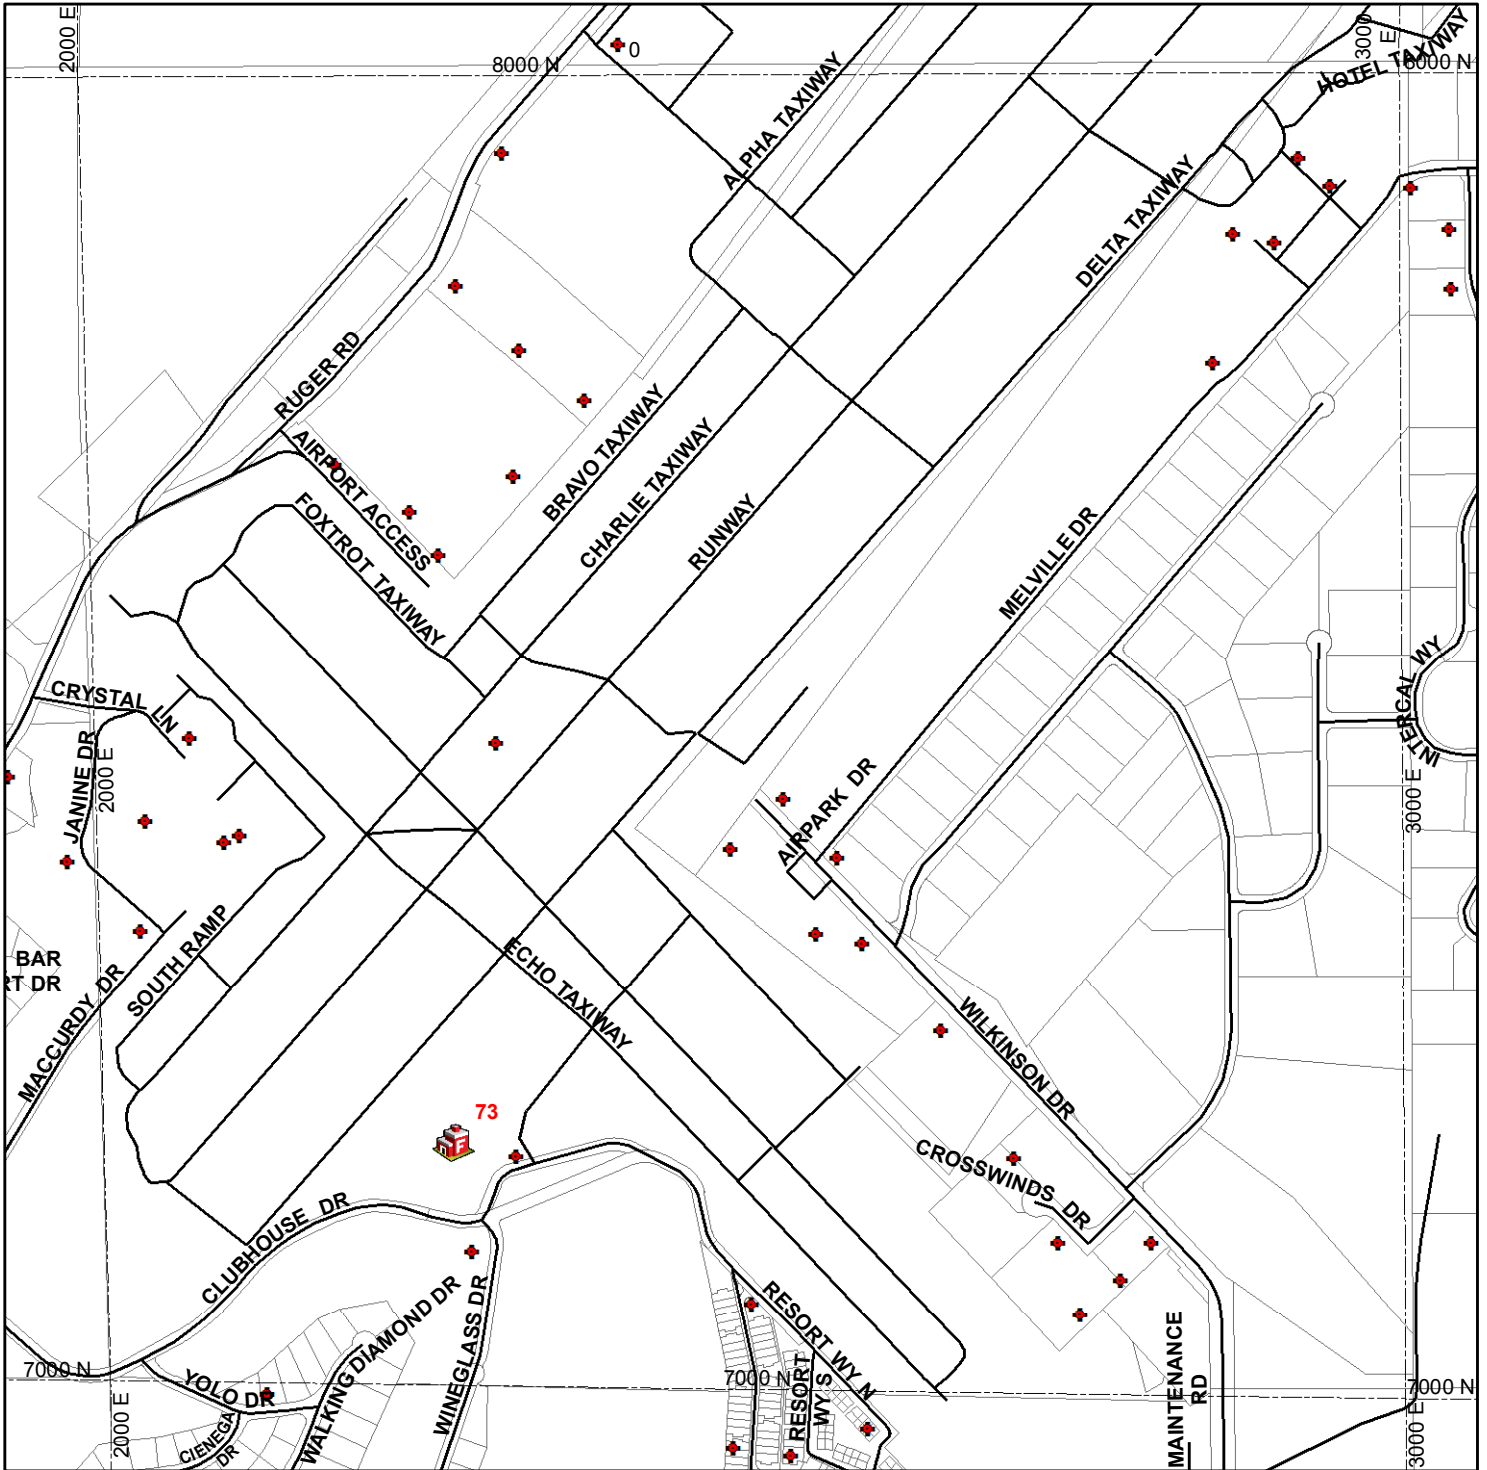 2000 E
8000 N
0
3000
E
HOTEL TAXIWAY
8000 N
ALPHA TAXIWAY
DELTA TAXIWAY
RUGER RD
AIRPORT ACCESS
BRAVO TAXIWAY
CHARLIE TAXIWAY
FOXTROT TAXIWAY
RUNWAY
MELVILLE DR
CRYSTAL
LN
JANINE DR
2000 E
INTERCAL WY
3000 E
AIRPARK DR
BAR
RT DR
MACCURDY DR
SOUTH RAMP
ECHO TAXIWAY
WILKINSON DR
73
CROSSWINDS DR
CLUBHOUSE DR
WALKING DIAMOND DR
WINEGLASS DR
RESORT WY N
RESORT
WY S
MAINTENANCE
RD
7000 N
YOLO DR
7000 N
7000 N
2000 E
CIENEGA
DR
3000 E